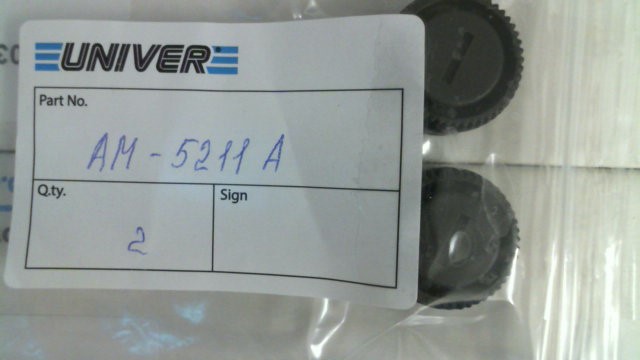 UNIVER
Part No.
AM-5211 A
Q.ty.
Sign
2